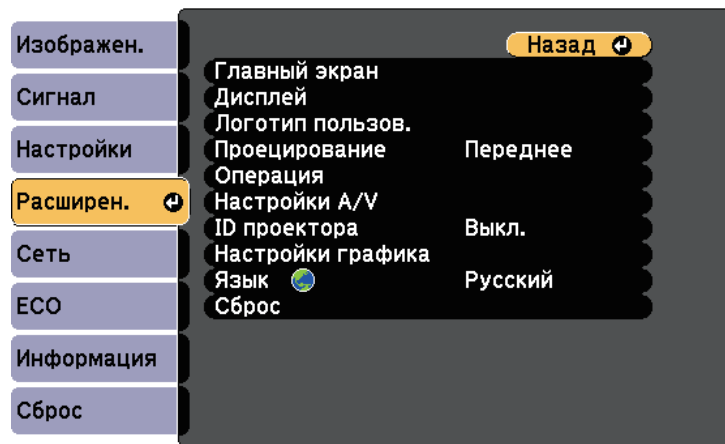 Изображен.
Сигнал
Настройки
Расширен.
Сеть
ECO
Информация
Сброс
Назад
Главный экран
Дисплей
Логотип пользов.
Проецирование Переднее
Операция
Настройки A/V
ID проектора Выкл.
Настройки графика
Язык Русский
Сброс